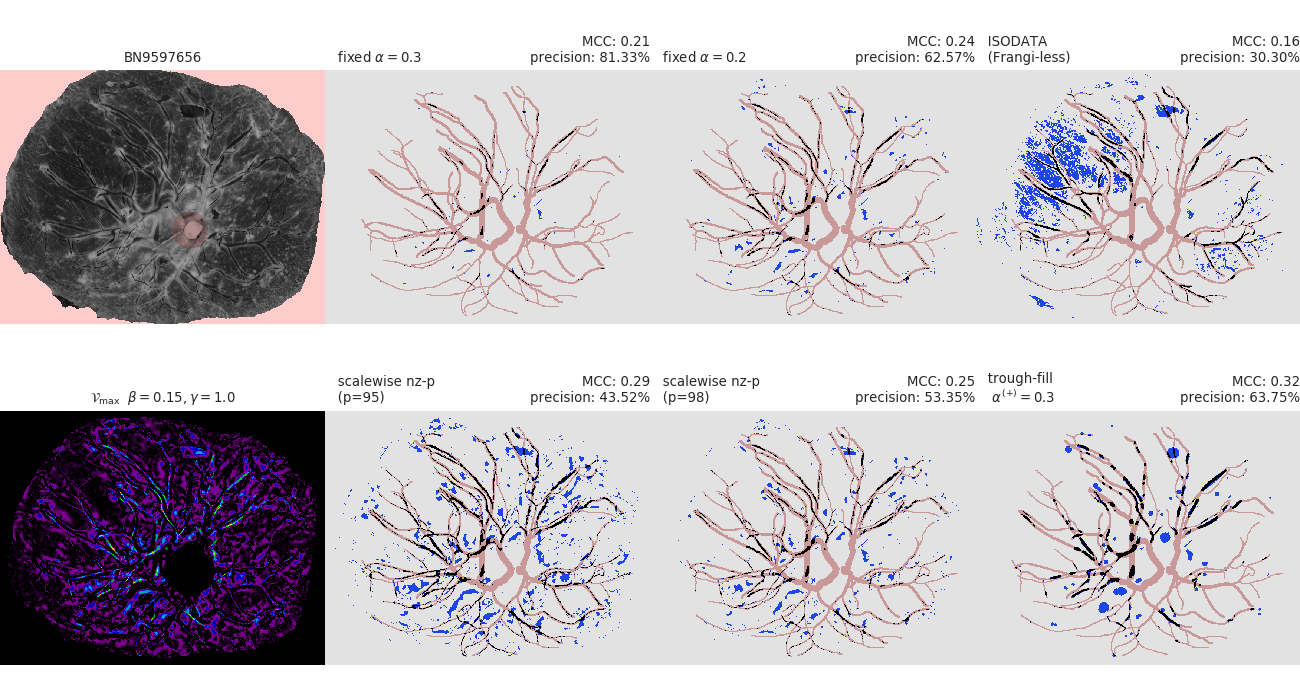 BN9597656
fixed α = 0.3
MCC: 0.21
precision: 81.33%
fixed α = 0.2
MCC: 0.24
precision: 62.57%
ISODATA
(Frangi-less)
MCC: 0.16
precision: 30.30%
𝒱max β = 0.15, γ = 1.0
scalewise nz-p
(p=95)
MCC: 0.29
precision: 43.52%
scalewise nz-p
(p=98)
MCC: 0.25
precision: 53.35%
trough-fill
α(+) = 0.3
MCC: 0.32
precision: 63.75%